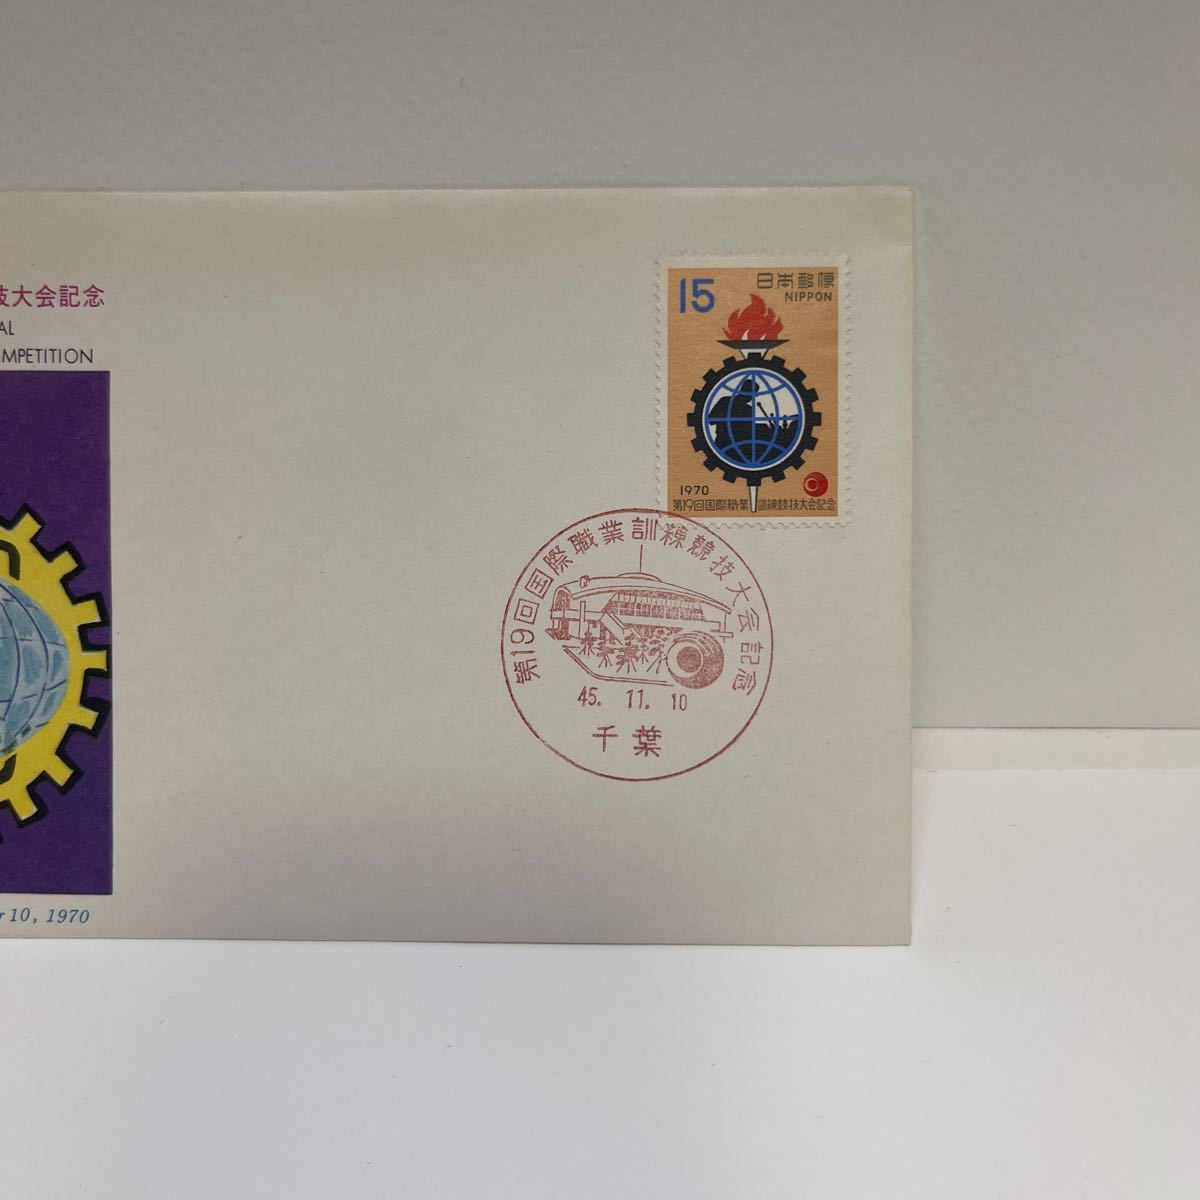 技大会記念
AL
MPETITION
15
日本郵便
NIPPON
1970
第19回国際職業訓練競技大会記念
第19回国際職業訓練競技大会記念
45. 11. 10
千葉
r 10, 1970